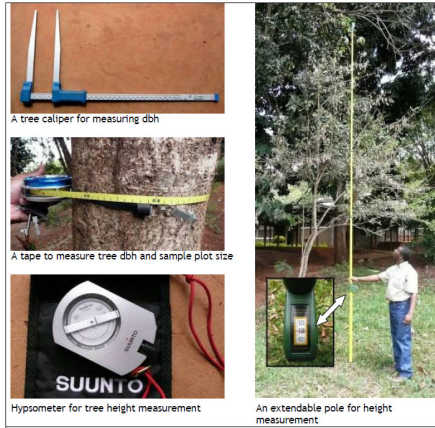 A tree caliper for measuring dbh
A tape to measure tree dbh and sample plot size
SUUNTO
SUUNTO
Hypsometer for tree height measurement
An extendable pole for height
measurement